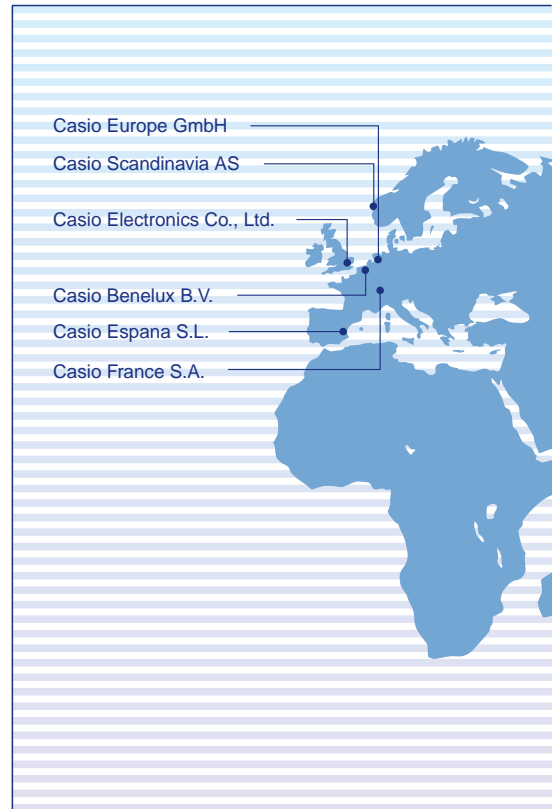 Casio Europe GmbH
Casio Scandinavia AS
Casio Electronics Co., Ltd.
Casio Benelux B.V.
Casio Espana S.L.
Casio France S.A.